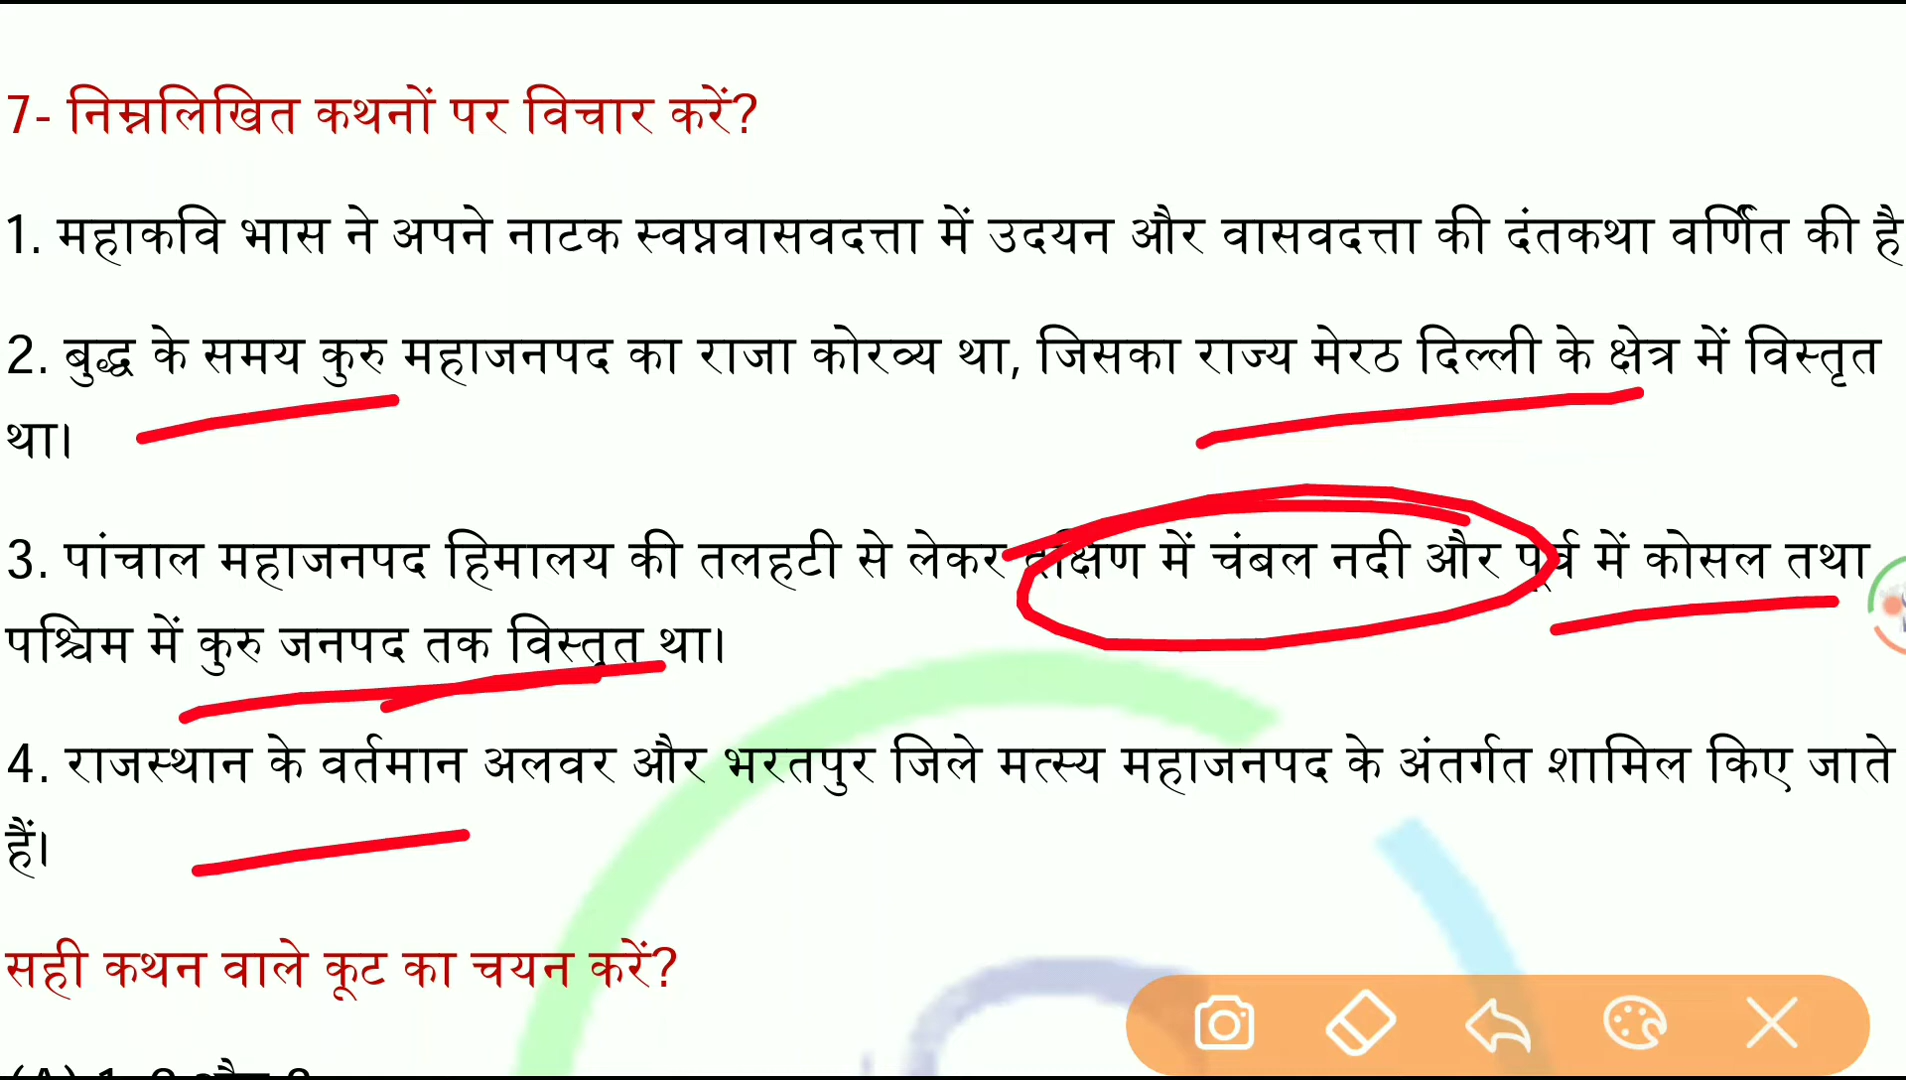 7- निम्नलिखित कथनों पर विचार करें?
1. महाकवि भास ने अपने नाटक स्वप्नवासवदत्ता में उदयन और वासवदत्ता की दंतकथा वर्णित की है
2. बुद्ध के समय कुरु महाजनपद का राजा कोरव्य था, जिसका राज्य मेरठ दिल्ली के क्षेत्र में विस्तृत
था।
3. पांचाल महाजनपद हिमालय की तलहटी से लेकर दक्षिण में चंबल नदी और पूर्व में कोसल तथा
पश्चिम में कुरु जनपद तक विस्तृत था।
4. राजस्थान के वर्तमान अलवर और भरतपुर जिले मत्स्य महाजनपद के अंतर्गत शामिल किए जाते
हैं।
सही कथन वाले कूट का चयन करें?